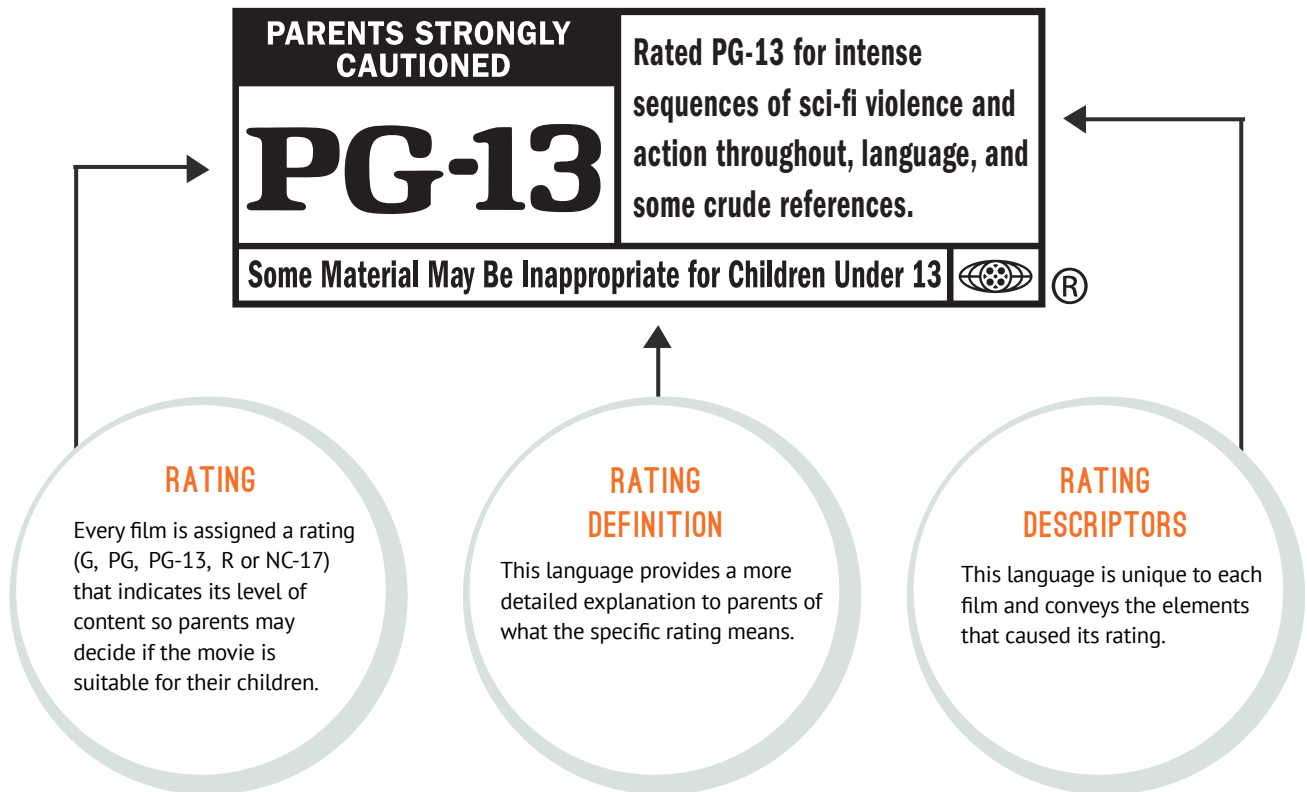 PARENTS STRONGLY
CAUTIONED
PG-13
Rated PG-13 for intense
sequences of sci-fi violence and
action throughout, language, and
some crude references.
Some Material May Be Inappropriate for Children Under 13
®
RATING
Every film is assigned a rating
(G, PG, PG-13, R or NC-17)
that indicates its level of
content so parents may
decide if the movie is
suitable for their children.
RATING
DEFINITION
This language provides a more
detailed explanation to parents of
what the specific rating means.
RATING
DESCRIPTORS
This language is unique to each
film and conveys the elements
that caused its rating.